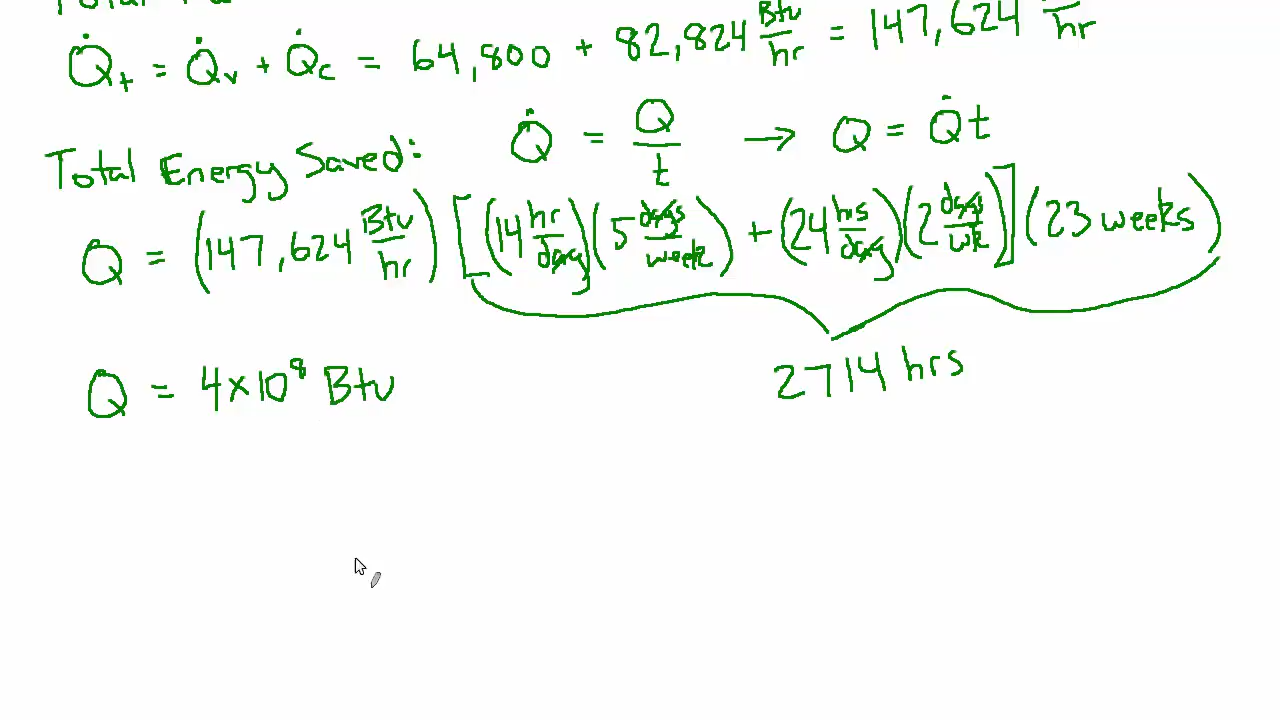 Q̇t = Q̇v + Q̇c = 64,800 + 82,824 Btu/hr = 147,624 /hr
Total Energy Saved: Q̇ = Q/t → Q = Q̇t
Q = (147,624 Btu/hr) [(14 hr/day)(5 days/week) + (24 hrs/day)(2 days/wk)] (23 weeks)
2714 hrs
Q = 4×10⁸ Btu